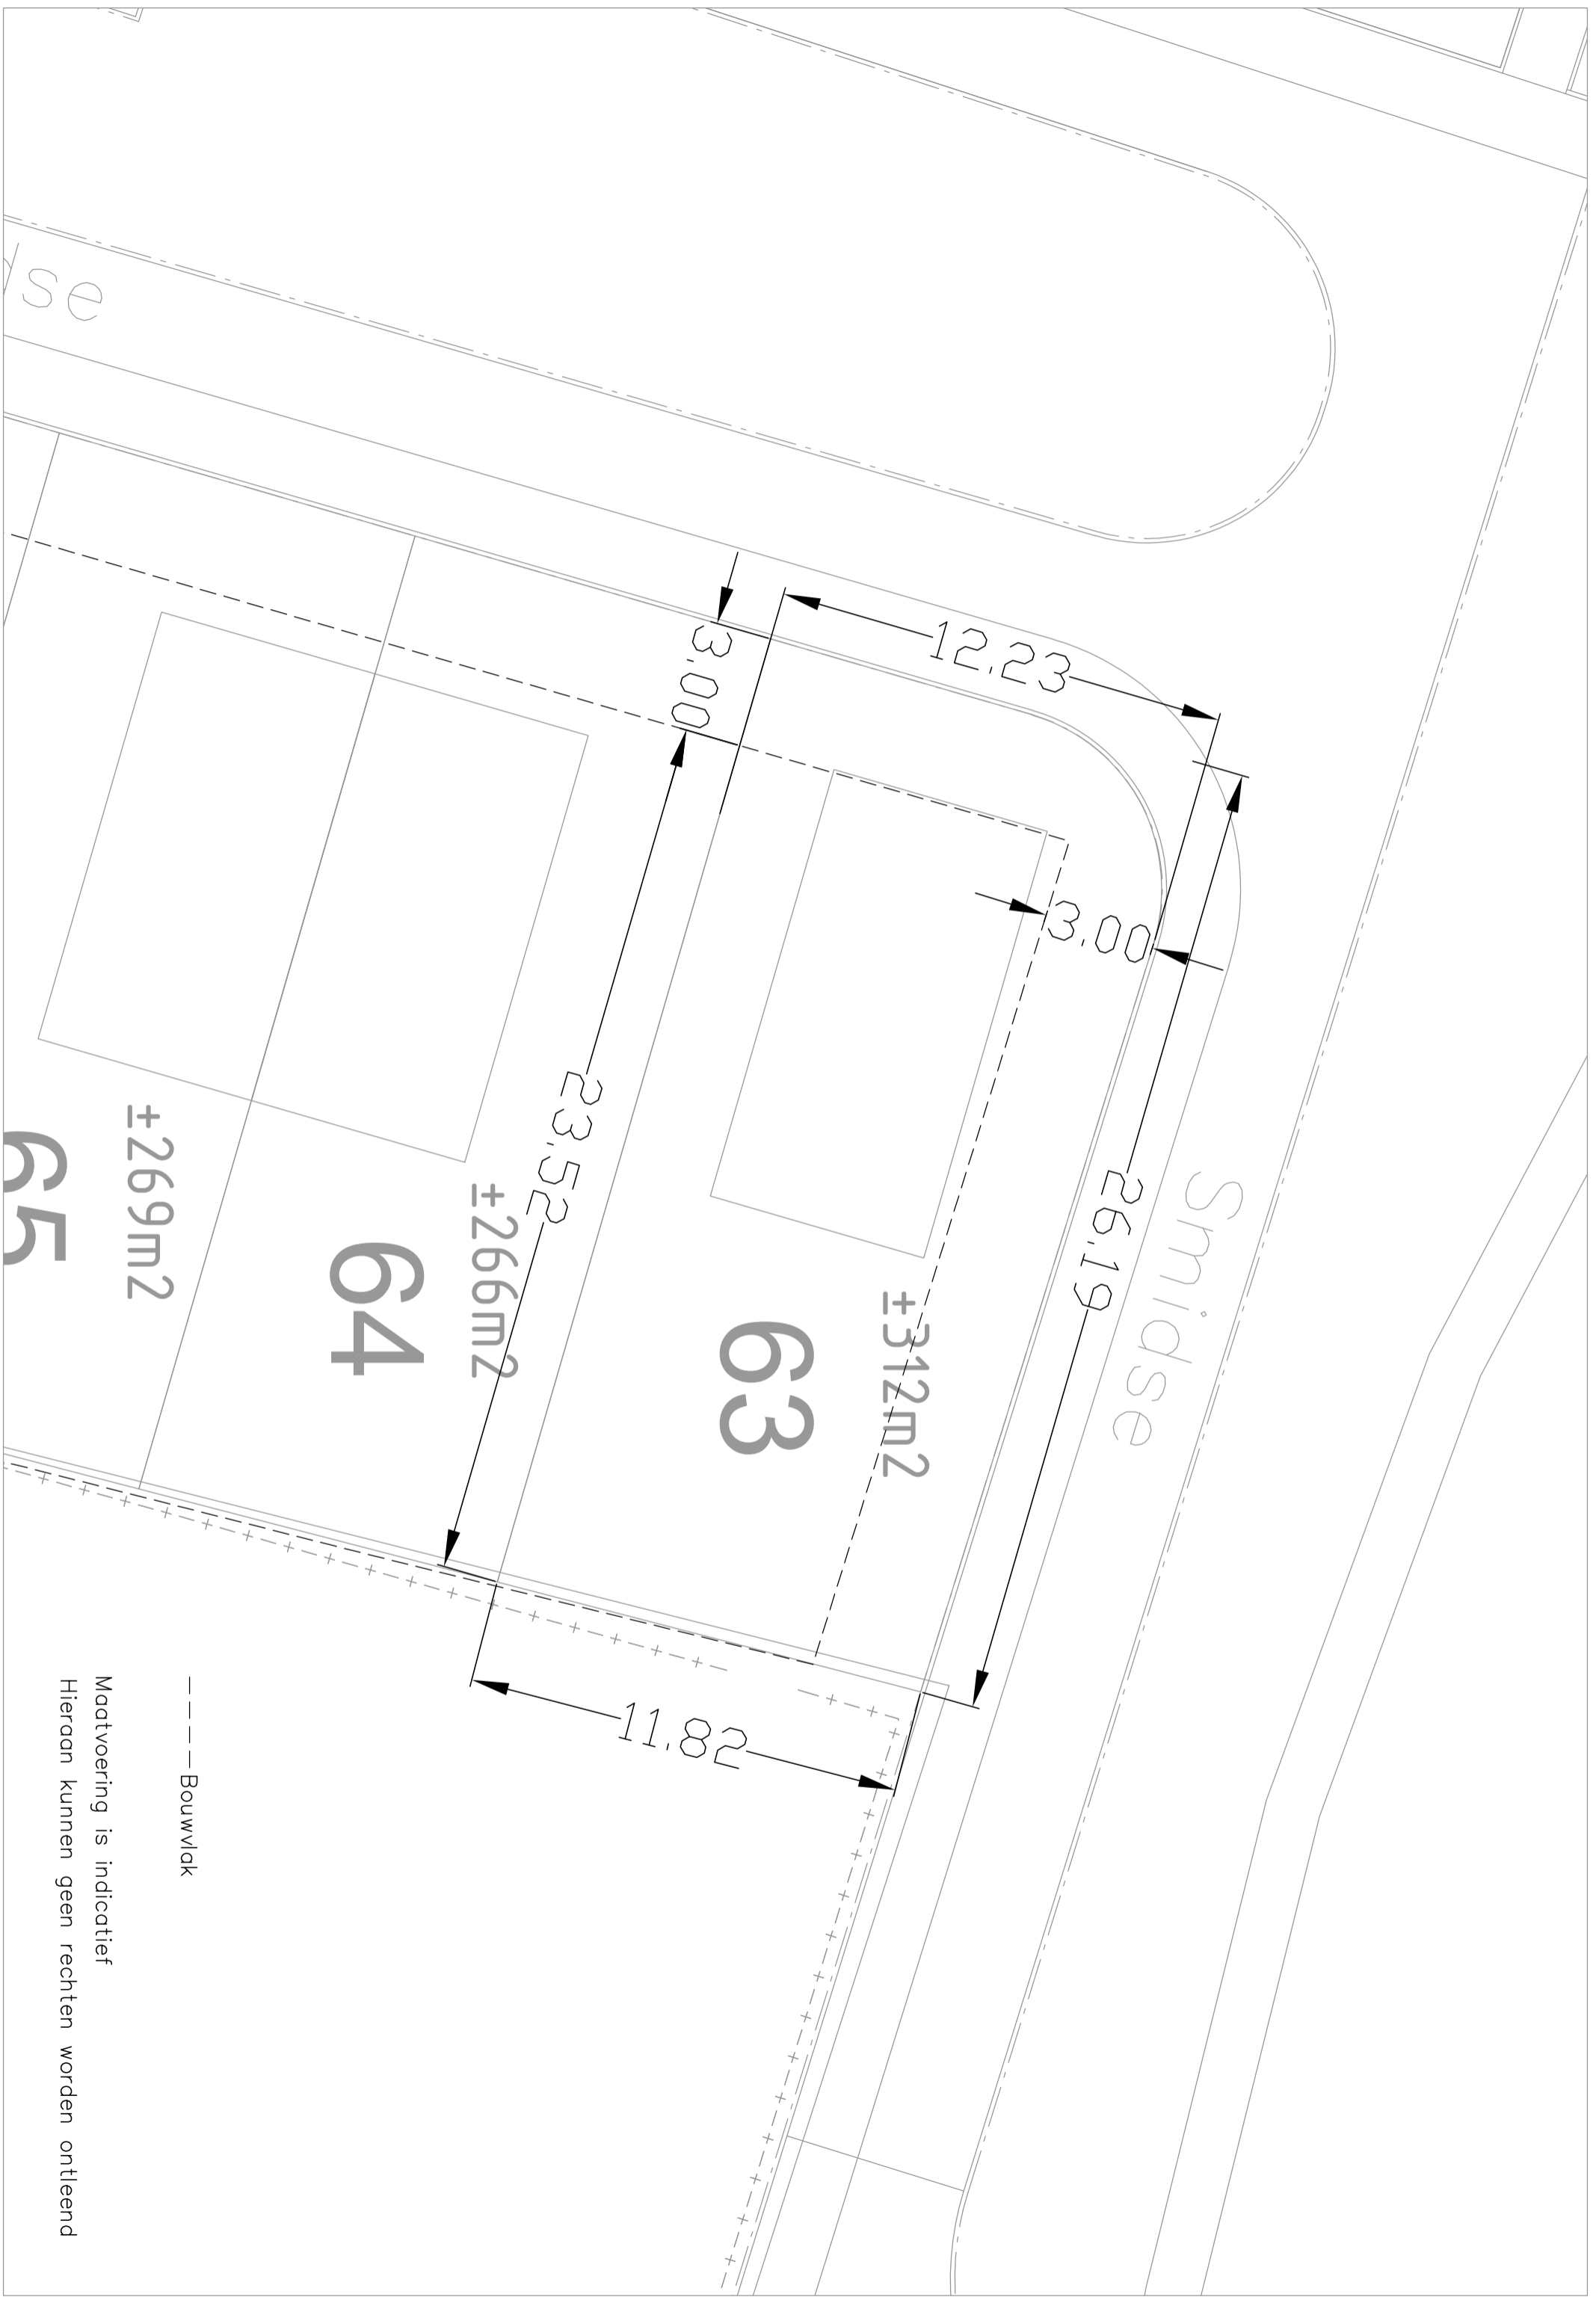 se
12,23
3.00
3,00
23,52
26,19
11,82
Smidse
±312m2
63
±266m2
64
±269m2
65
————Bouwvlak
Maatvoering is indicatief
Hieraan kunnen geen rechten worden ontleend